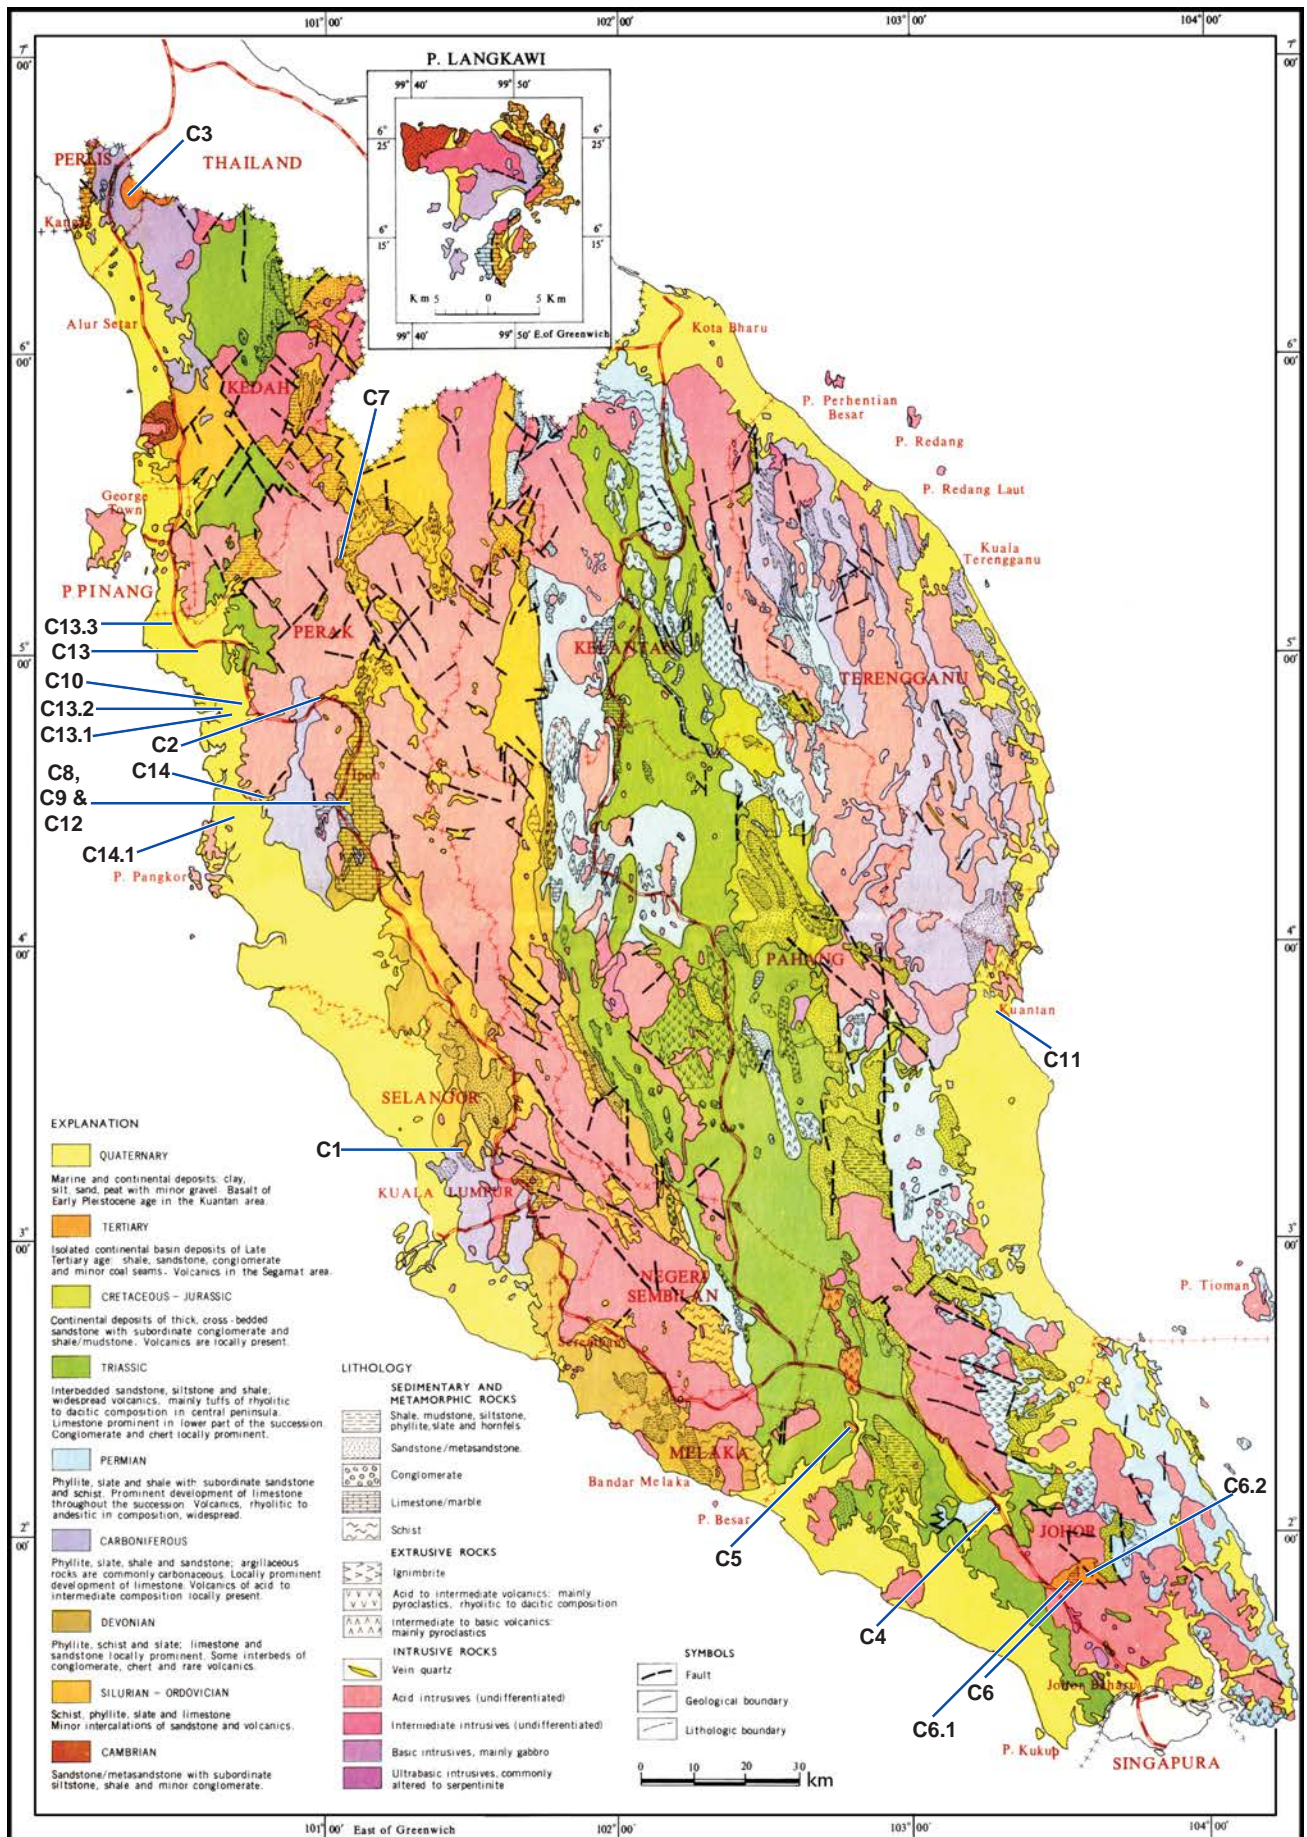 101° 00'
102° 00'
103° 00'
104° 00'
7°
00'
7°
00'
P. LANGKAWI
99° 40'
99° 50'
6°
25'
6°
25'
6°
15'
6°
15'
Km 5 0 5 Km
99° 40'
99° 50' E.of Greenwich
C3
PERLIS
THAILAND
Kangar
Alur Setar
Kota Bharu
6°
00'
6°
00'
KEDAH
C7
P. Perhentian
Besar
P. Redang
P. Redang Laut
George
Town
Kuala
Terengganu
P PINANG
C13.3
PERAK
KELANTAN
5°
00'
5°
00'
C13
TERENGGANU
C10
C13.2
C13.1
C2
C8,
C9 &
C12
C14
Ipoh
C14.1
P. Pangkor
4°
00'
4°
00'
PAHANG
Kuantan
C11
SELANGOR
C1
KUALA LUMPUR
3°
00'
3°
00'
NEGERI
SEMBILAN
P. Tioman
Seremban
MELAKA
Bandar Melaka
P. Besar
C5
C6.2
2°
00'
2°
00'
JOHOR
C4
C6
C6.1
Johor Baharu
P. Kukup
SINGAPURA
EXPLANATION
QUATERNARY
Marine and continental deposits: clay,
silt, sand, peat with minor gravel. Basalt of
Early Pleistocene age in the Kuantan area.
TERTIARY
Isolated continental basin deposits of Late
Tertiary age: shale, sandstone, conglomerate
and minor coal seams. Volcanics in the Segamat area.
CRETACEOUS – JURASSIC
Continental deposits of thick, cross-bedded
sandstone with subordinate conglomerate and
shale/mudstone. Volcanics are locally present.
TRIASSIC
Interbedded sandstone, siltstone and shale;
widespread volcanics, mainly tuffs of rhyolitic
to dacitic composition in central peninsula.
Limestone prominent in lower part of the succession.
Conglomerate and chert locally prominent.
PERMIAN
Phyllite, slate and shale with subordinate sandstone
and schist. Prominent development of limestone
throughout the succession. Volcanics, rhyolitic to
andesitic in composition, widespread.
CARBONIFEROUS
Phyllite, slate, shale and sandstone; argillaceous
rocks are commonly carbonaceous. Locally prominent
development of limestone. Volcanics of acid to
intermediate composition locally present.
DEVONIAN
Phyllite, schist and slate; limestone and
sandstone locally prominent. Some interbeds of
conglomerate, chert and rare volcanics.
SILURIAN – ORDOVICIAN
Schist, phyllite, slate and limestone
Minor intercalations of sandstone and volcanics.
CAMBRIAN
Sandstone/metasandstone with subordinate
siltstone, shale and minor conglomerate.
LITHOLOGY
SEDIMENTARY AND
METAMORPHIC ROCKS
Shale, mudstone, siltstone,
phyllite, slate and hornfels
Sandstone/metasandstone.
Conglomerate
Limestone/marble
Schist
EXTRUSIVE ROCKS
Ignimbrite
Acid to intermediate volcanics: mainly
pyroclastics, rhyolitic to dacitic composition
Intermediate to basic volcanics:
mainly pyroclastics
INTRUSIVE ROCKS
Vein quartz
Acid intrusives (undifferentiated)
Intermediate intrusives (undifferentiated)
Basic intrusives, mainly gabbro
Ultrabasic intrusives, commonly
altered to serpentinite
SYMBOLS
Fault
Geological boundary
Lithologic boundary
0 10 20 30 km
101° 00' East of Greenwich
102° 00'
103° 00'
104° 00'